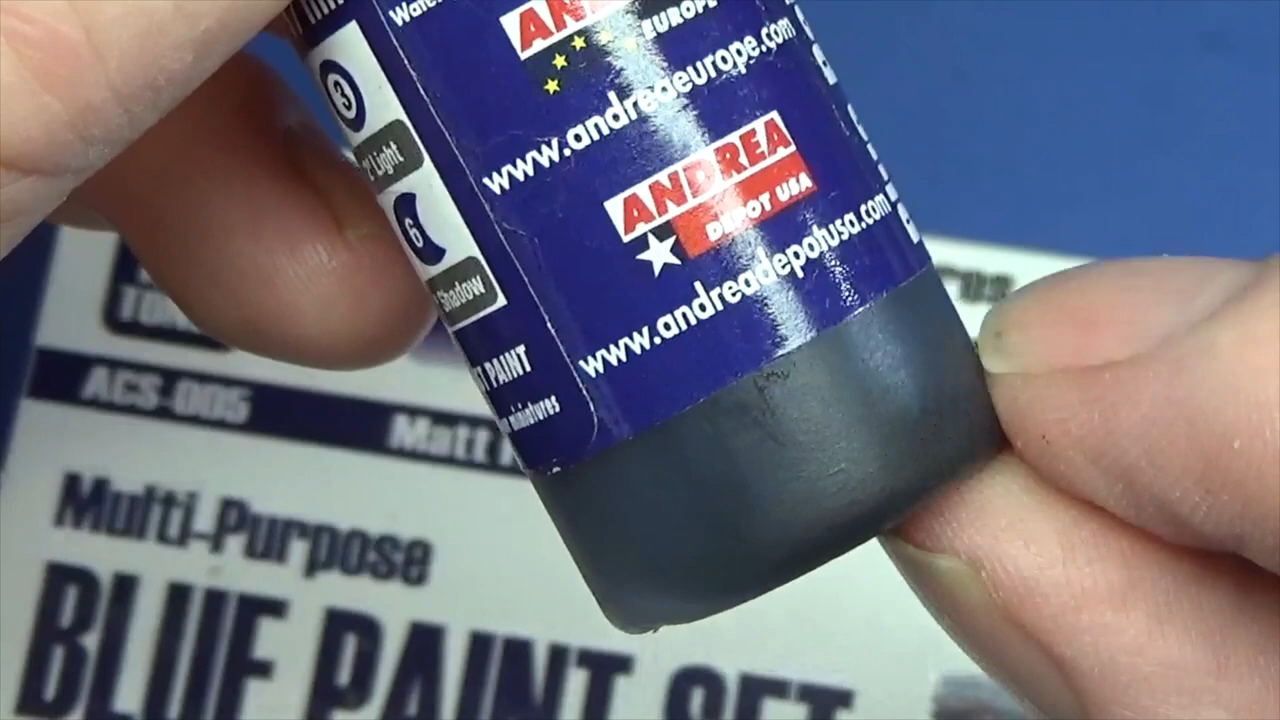 ANDREA
EUROPE
www.andreaeurope.com
ANDREA
DEPOT USA
www.andreadepotusa.com
3
Light
6
Shadow
PAINT
miniatures
ACS-005
Matt
Multi-Purpose
BLUE PAINT SET